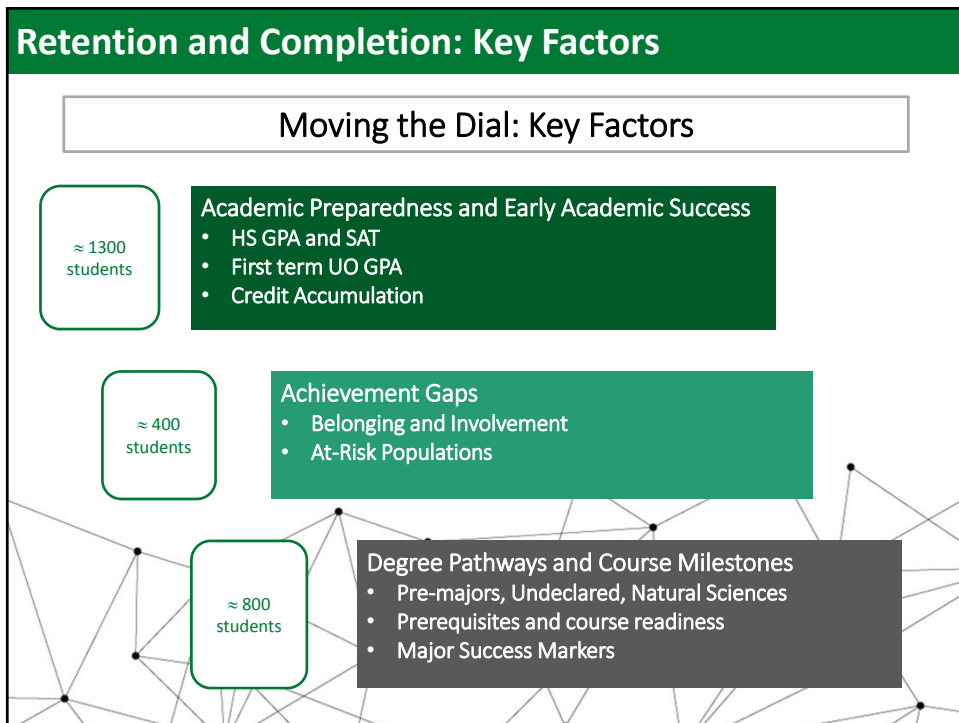 Retention and Completion: Key Factors
Moving the Dial: Key Factors
≈ 1300
students
Academic Preparedness and Early Academic Success
• HS GPA and SAT
• First term UO GPA
• Credit Accumulation
≈ 400
students
Achievement Gaps
• Belonging and Involvement
• At-Risk Populations
≈ 800
students
Degree Pathways and Course Milestones
• Pre-majors, Undeclared, Natural Sciences
• Prerequisites and course readiness
• Major Success Markers